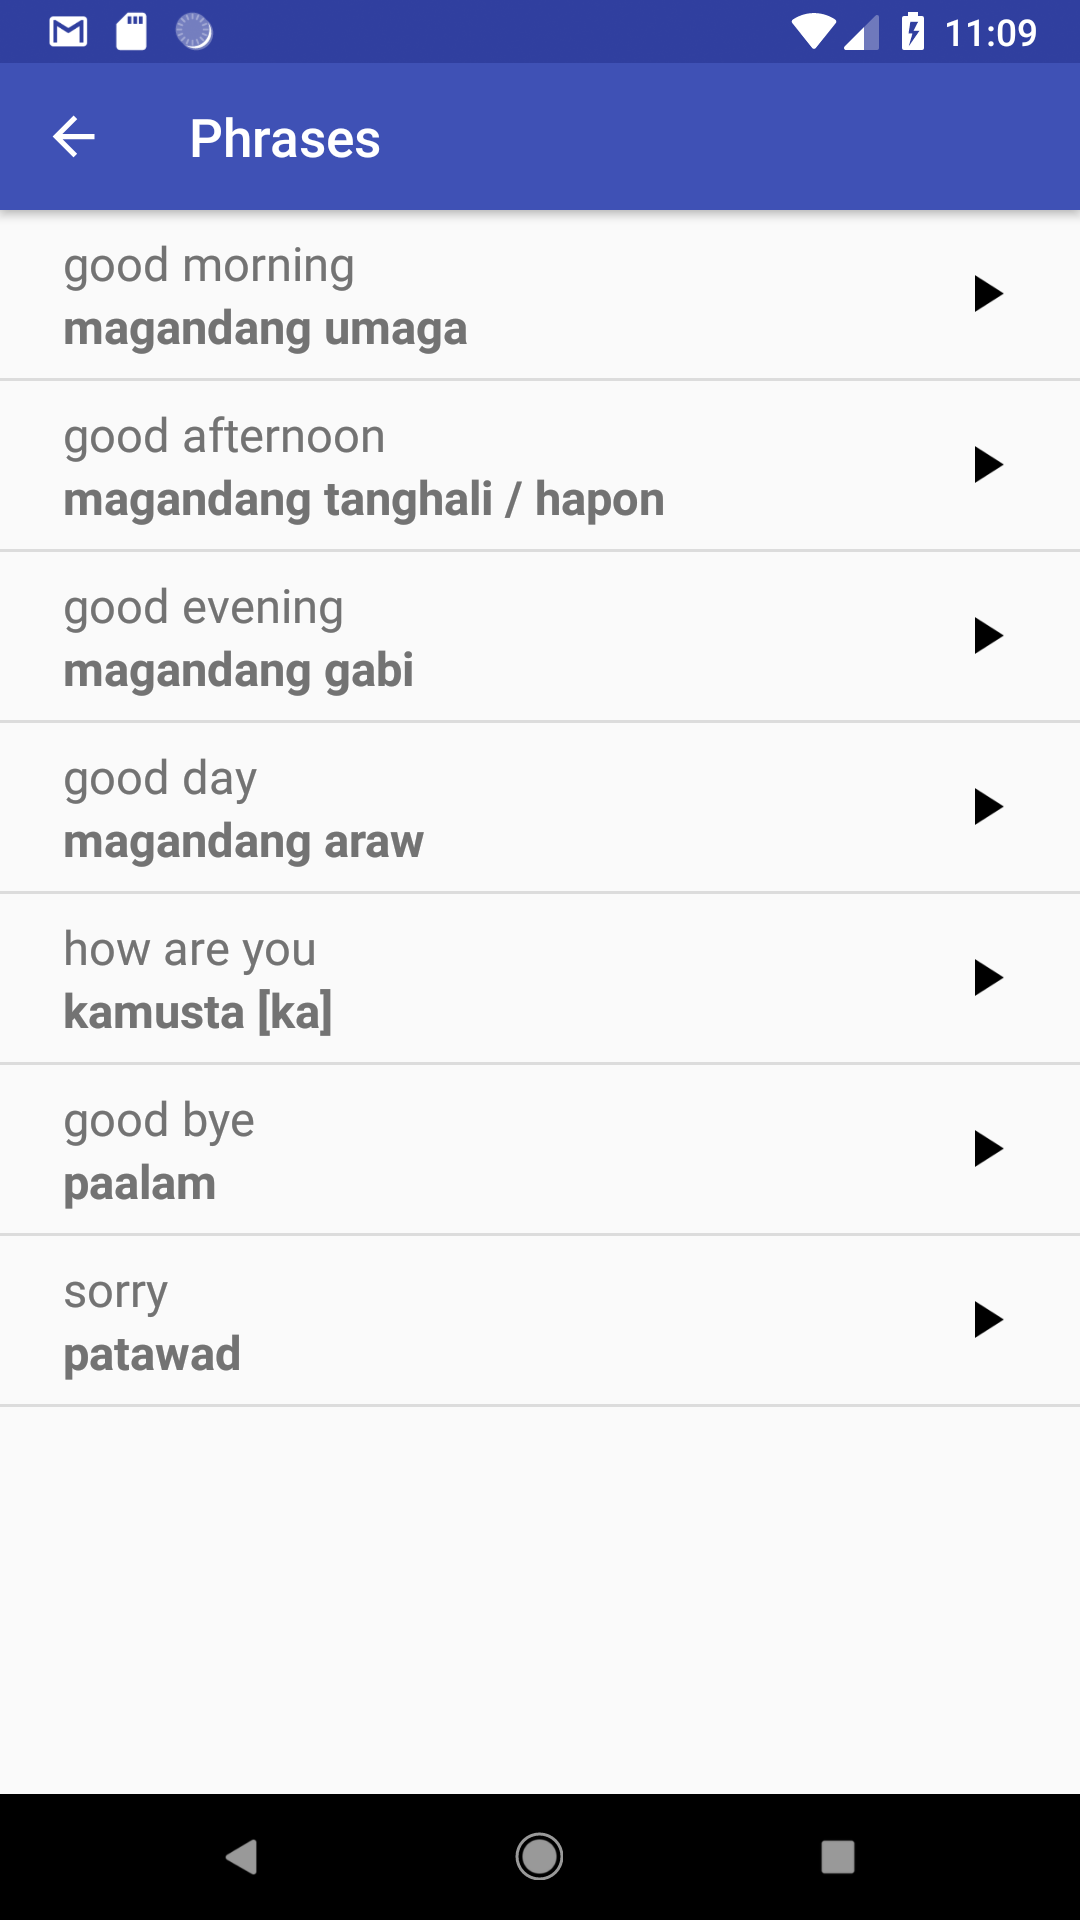 11:09
Phrases
good morning
magandang umaga
good afternoon
magandang tanghali / hapon
good evening
magandang gabi
good day
magandang araw
how are you
kamusta [ka]
good bye
paalam
sorry
patawad